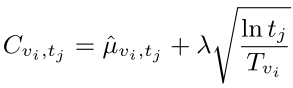 $C_{v_i,t_j} = \hat{\mu}_{v_i,t_j} + \lambda \sqrt{\frac{\ln t_j}{T_{v_i}}}$